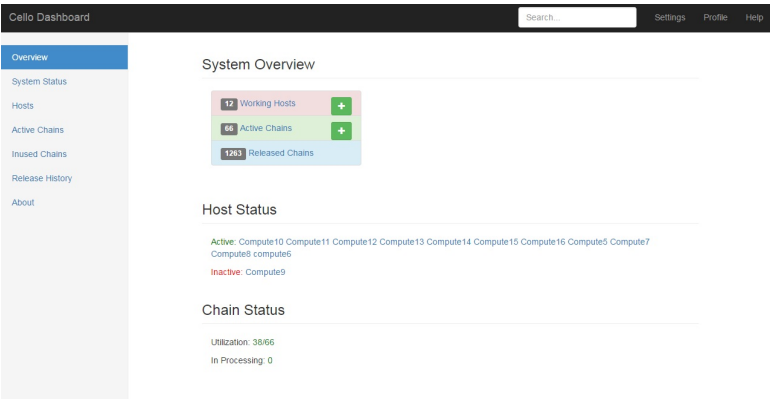 Cello Dashboard
Search...
Settings Profile Help
Overview
System Status
Hosts
Active Chains
Inused Chains
Release History
About
System Overview
12 Working Hosts +
66 Active Chains +
1263 Released Chains
Host Status
Active: Compute10 Compute11 Compute12 Compute13 Compute14 Compute15 Compute16 Compute5 Compute7
Compute8 compute6
Inactive: Compute9
Chain Status
Utilization: 38/66
In Processing: 0